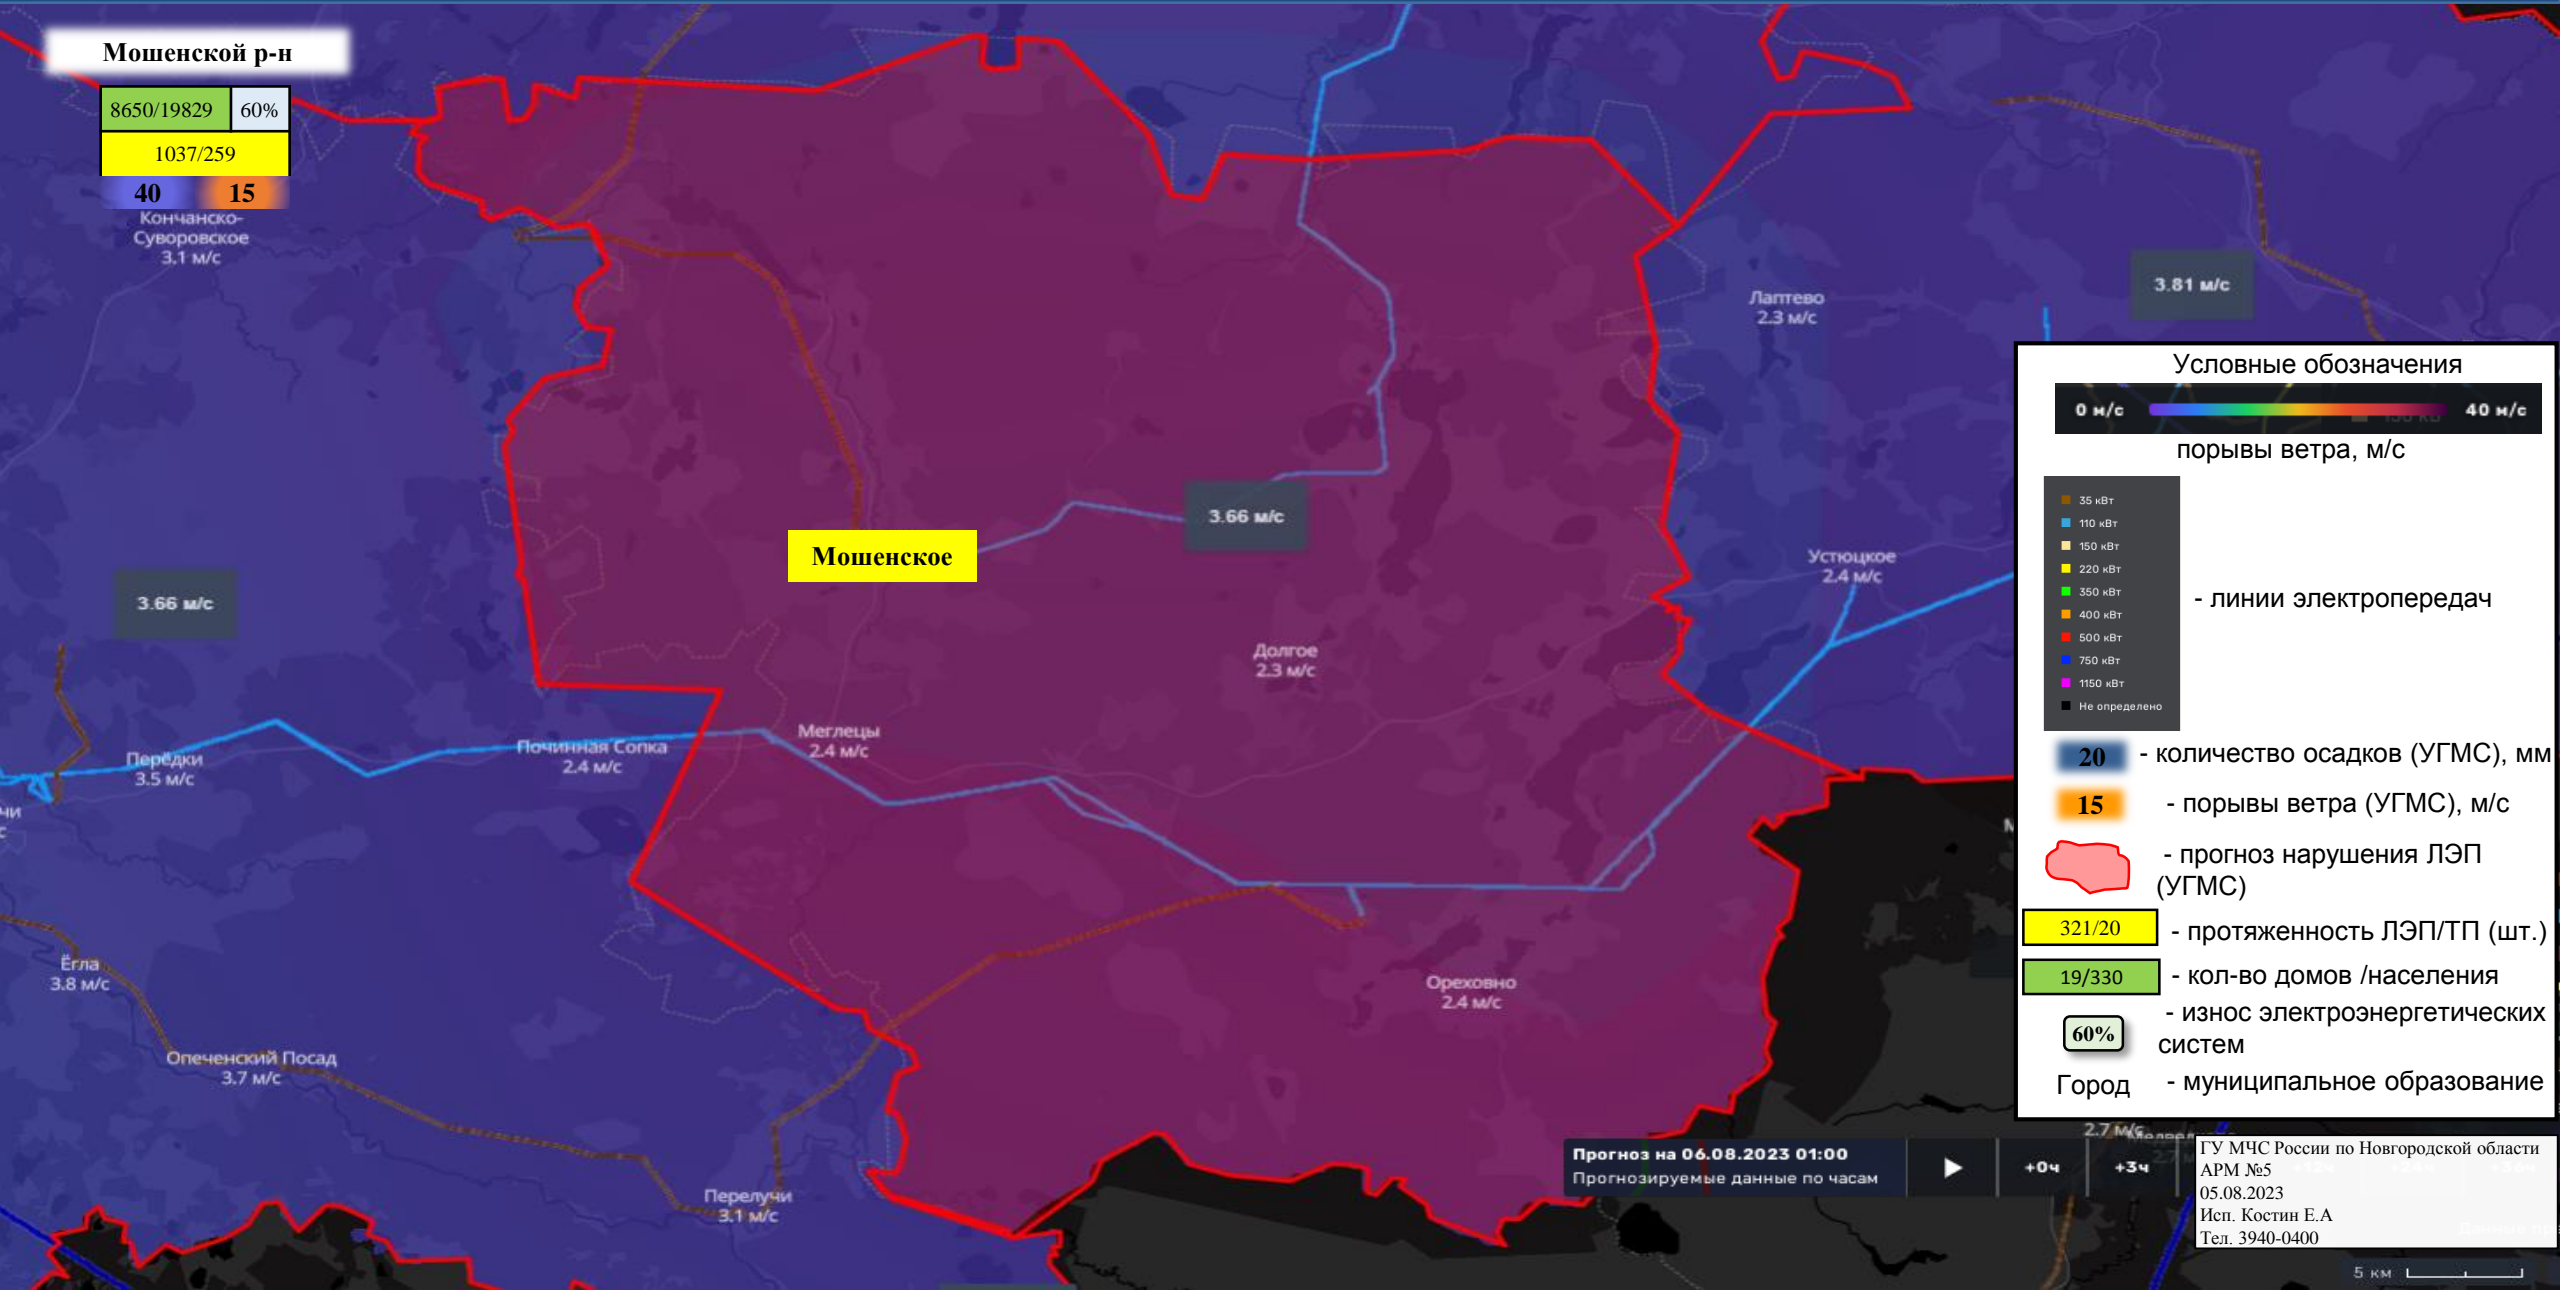 Мошенской р-н
8650/19829 60%
1037/259
40 15
Кончанско-
Суворовское
3.1 м/с
3.81 м/с
Лаптево
2.3 м/с
Условные обозначения
0 м/с 40 м/с
порывы ветра, м/с
35 кВт
110 кВт
150 кВт
220 кВт
350 кВт
400 кВт
500 кВт
750 кВт
1150 кВт
Не определено
- линии электропередач
20 - количество осадков (УГМС), мм
15 - порывы ветра (УГМС), м/с
- прогноз нарушения ЛЭП
(УГМС)
321/20 - протяженность ЛЭП/ТП (шт.)
19/330 - кол-во домов /населения
60% - износ электроэнергетических
систем
Город - муниципальное образование
3.66 м/с
Мошенское
Устюцкое
2.4 м/с
3.66 м/с
Долгое
2.3 м/с
Меглецы
2.4 м/с
Починная Сопка
2.4 м/с
Перёдки
3.5 м/с
Ёгла
3.8 м/с
Ореховно
2.4 м/с
Опеченский Посад
3.7 м/с
Перелучи
3.1 м/с
2.7 м/с
Прогноз на 06.08.2023 01:00
Прогнозируемые данные по часам
+0ч +3ч
ГУ МЧС России по Новгородской области
АРМ №5
05.08.2023
Исп. Костин Е.А
Тел. 3940-0400
5 км